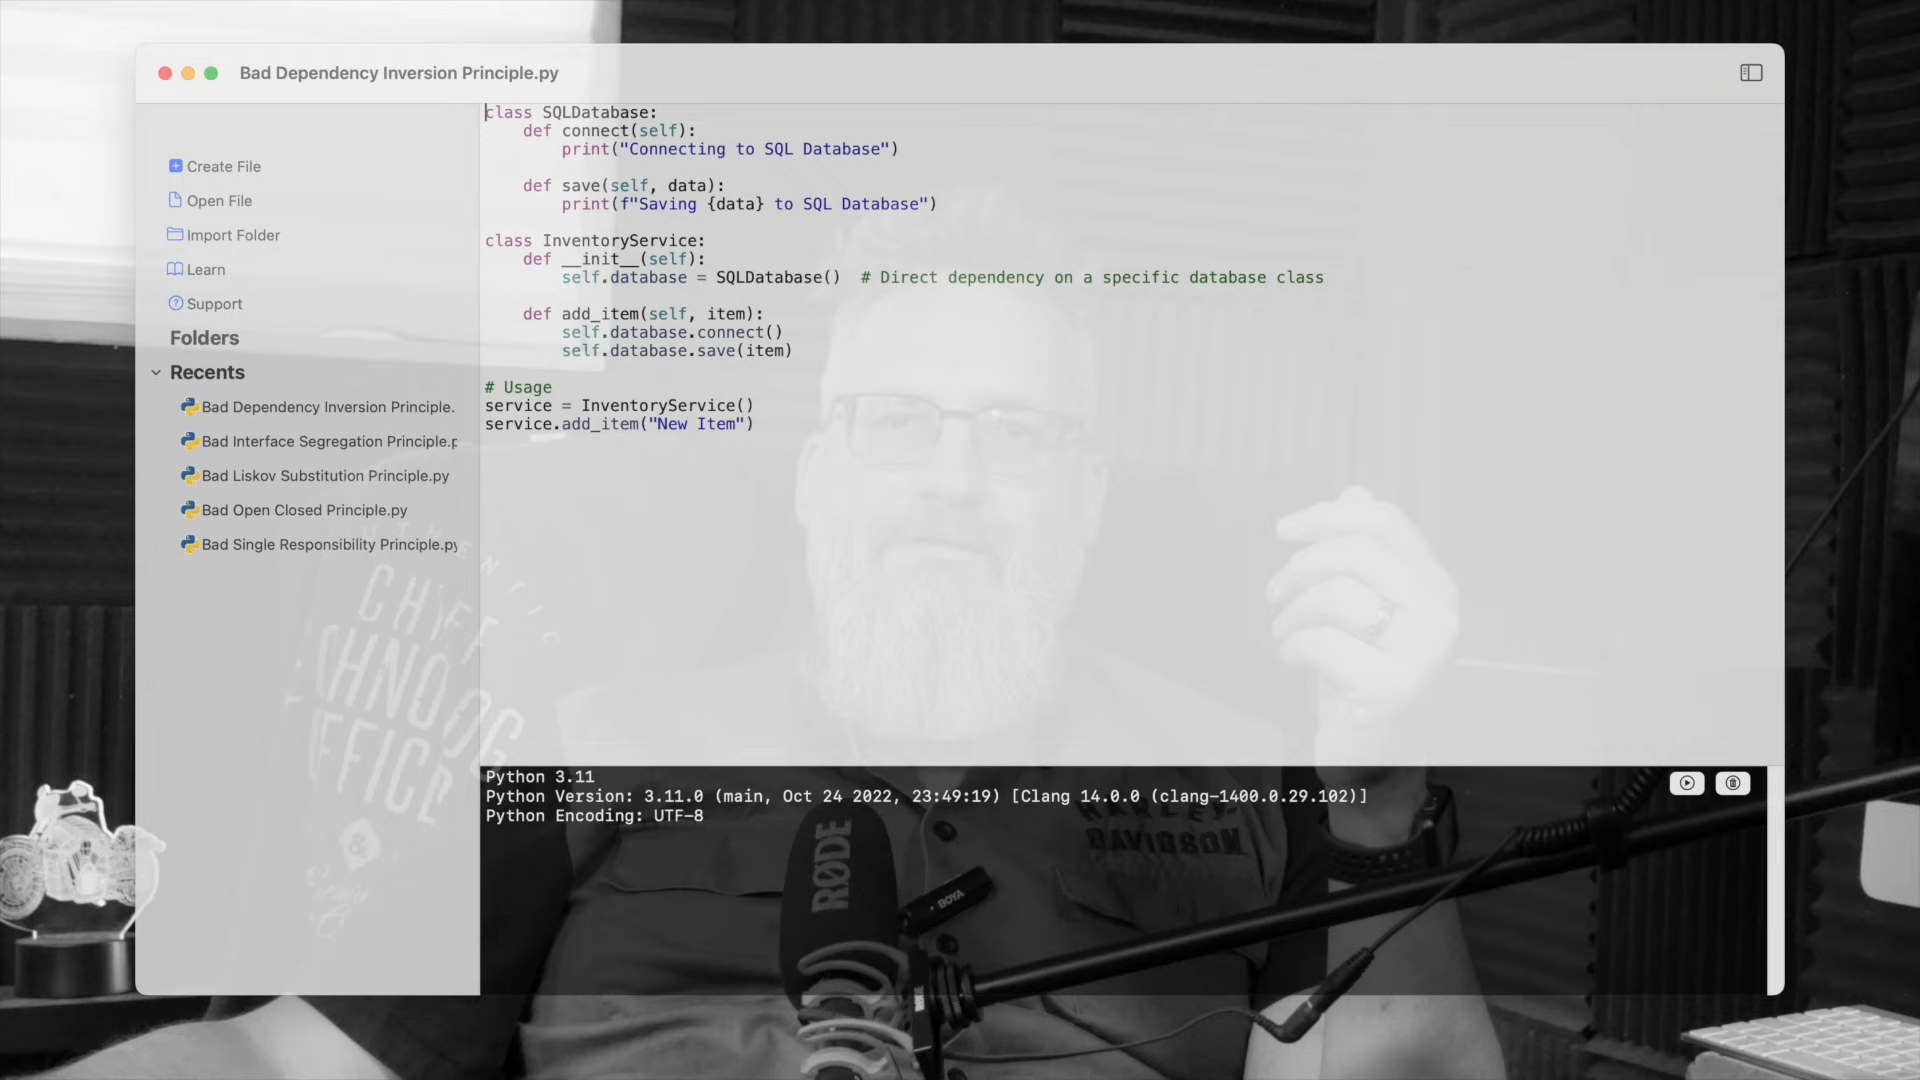 Bad Dependency Inversion Principle.py
Create File
Open File
Import Folder
Learn
Support
Folders
Recents
Bad Dependency Inversion Principle.
Bad Interface Segregation Principle.p
Bad Liskov Substitution Principle.py
Bad Open Closed Principle.py
Bad Single Responsibility Principle.py
class SQLDatabase:
    def connect(self):
        print("Connecting to SQL Database")
    def save(self, data):
        print(f"Saving {data} to SQL Database")
class InventoryService:
    def __init__(self):
        self.database = SQLDatabase()  # Direct dependency on a specific database class
    def add_item(self, item):
        self.database.connect()
        self.database.save(item)
# Usage
service = InventoryService()
service.add_item("New Item")
Python 3.11
Python Version: 3.11.0 (main, Oct 24 2022, 23:49:19) [Clang 14.0.0 (clang-1400.0.29.102)]
Python Encoding: UTF-8
HARLEY
DAVIDSON
RØDE
BOYA